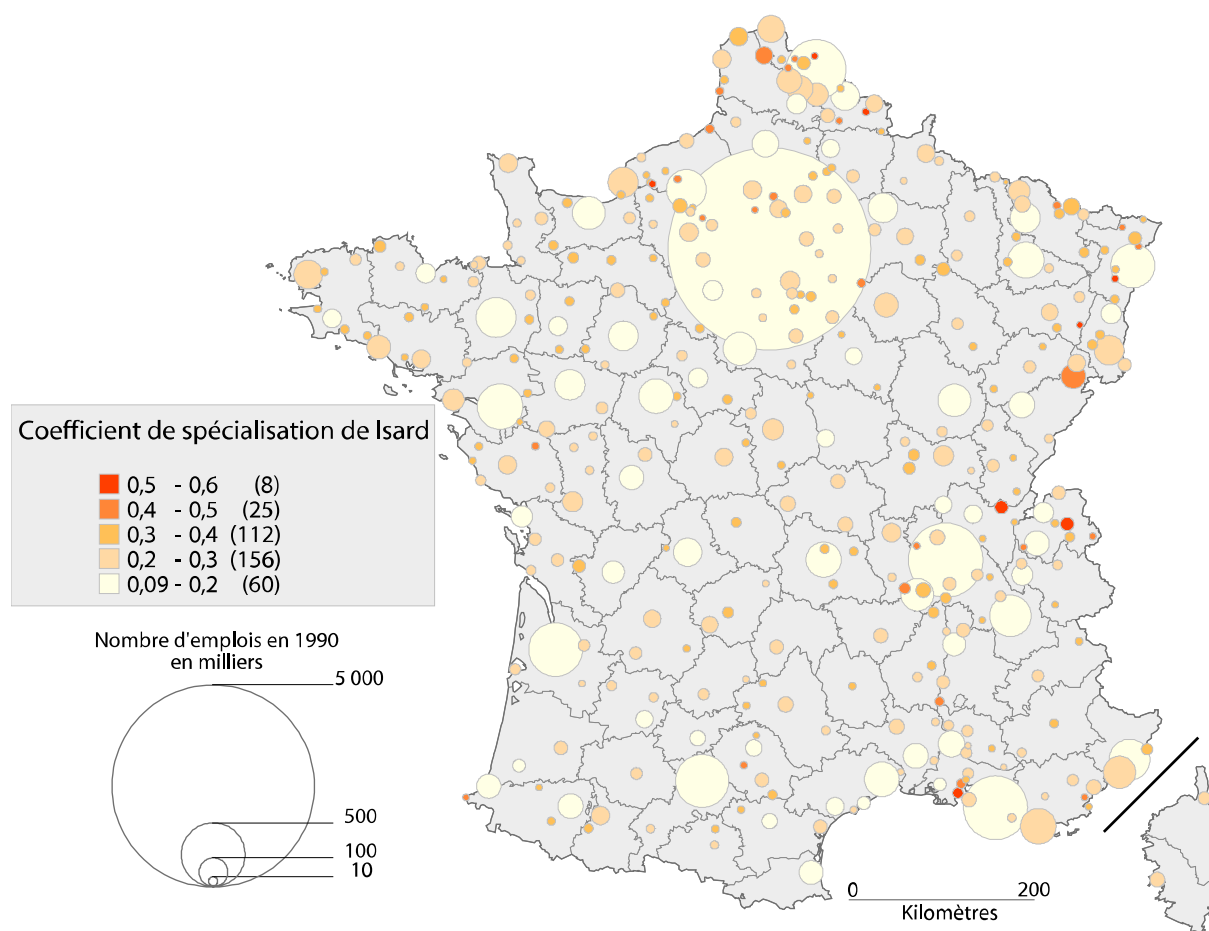 Coefficient de spécialisation de Isard
0,5 - 0,6 (8)
0,4 - 0,5 (25)
0,3 - 0,4 (112)
0,2 - 0,3 (156)
0,09 - 0,2 (60)
Nombre d'emplois en 1990
en milliers
5 000
500
100
10
0 200
Kilomètres